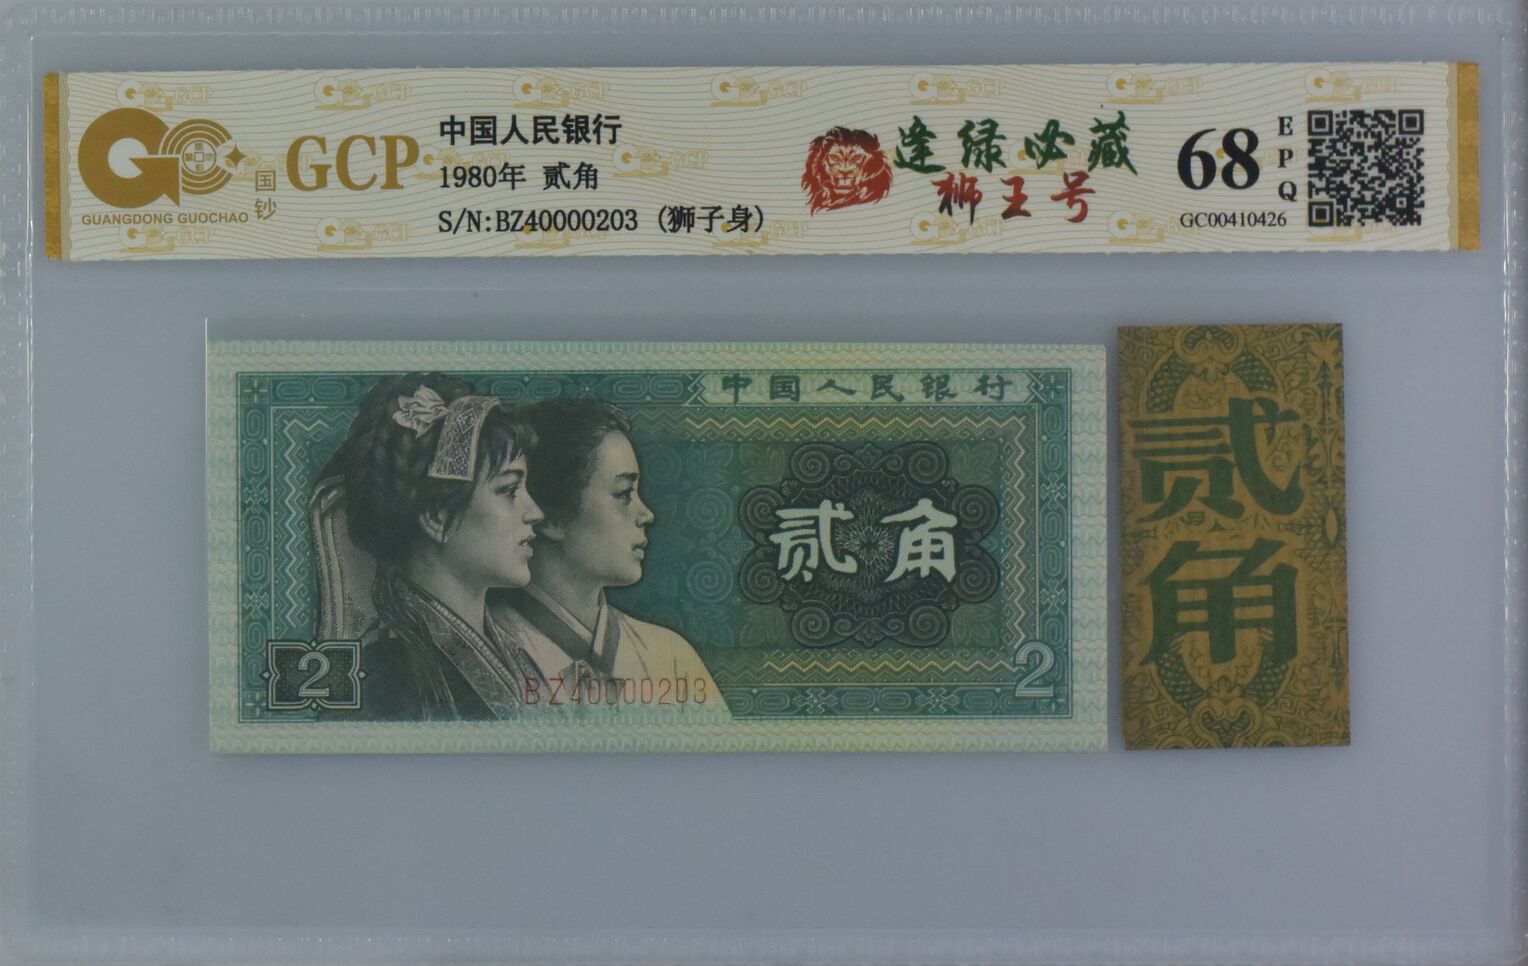 GCP
国钞
GUANGDONG GUOCHAO
中国人民银行
1980年 贰角
S/N:BZ40000203 (狮子身)
逢绿必藏
狮王号
68
EPQ
GC00410426
中国人民银行
贰角
2
2
BZ40000203
贰角